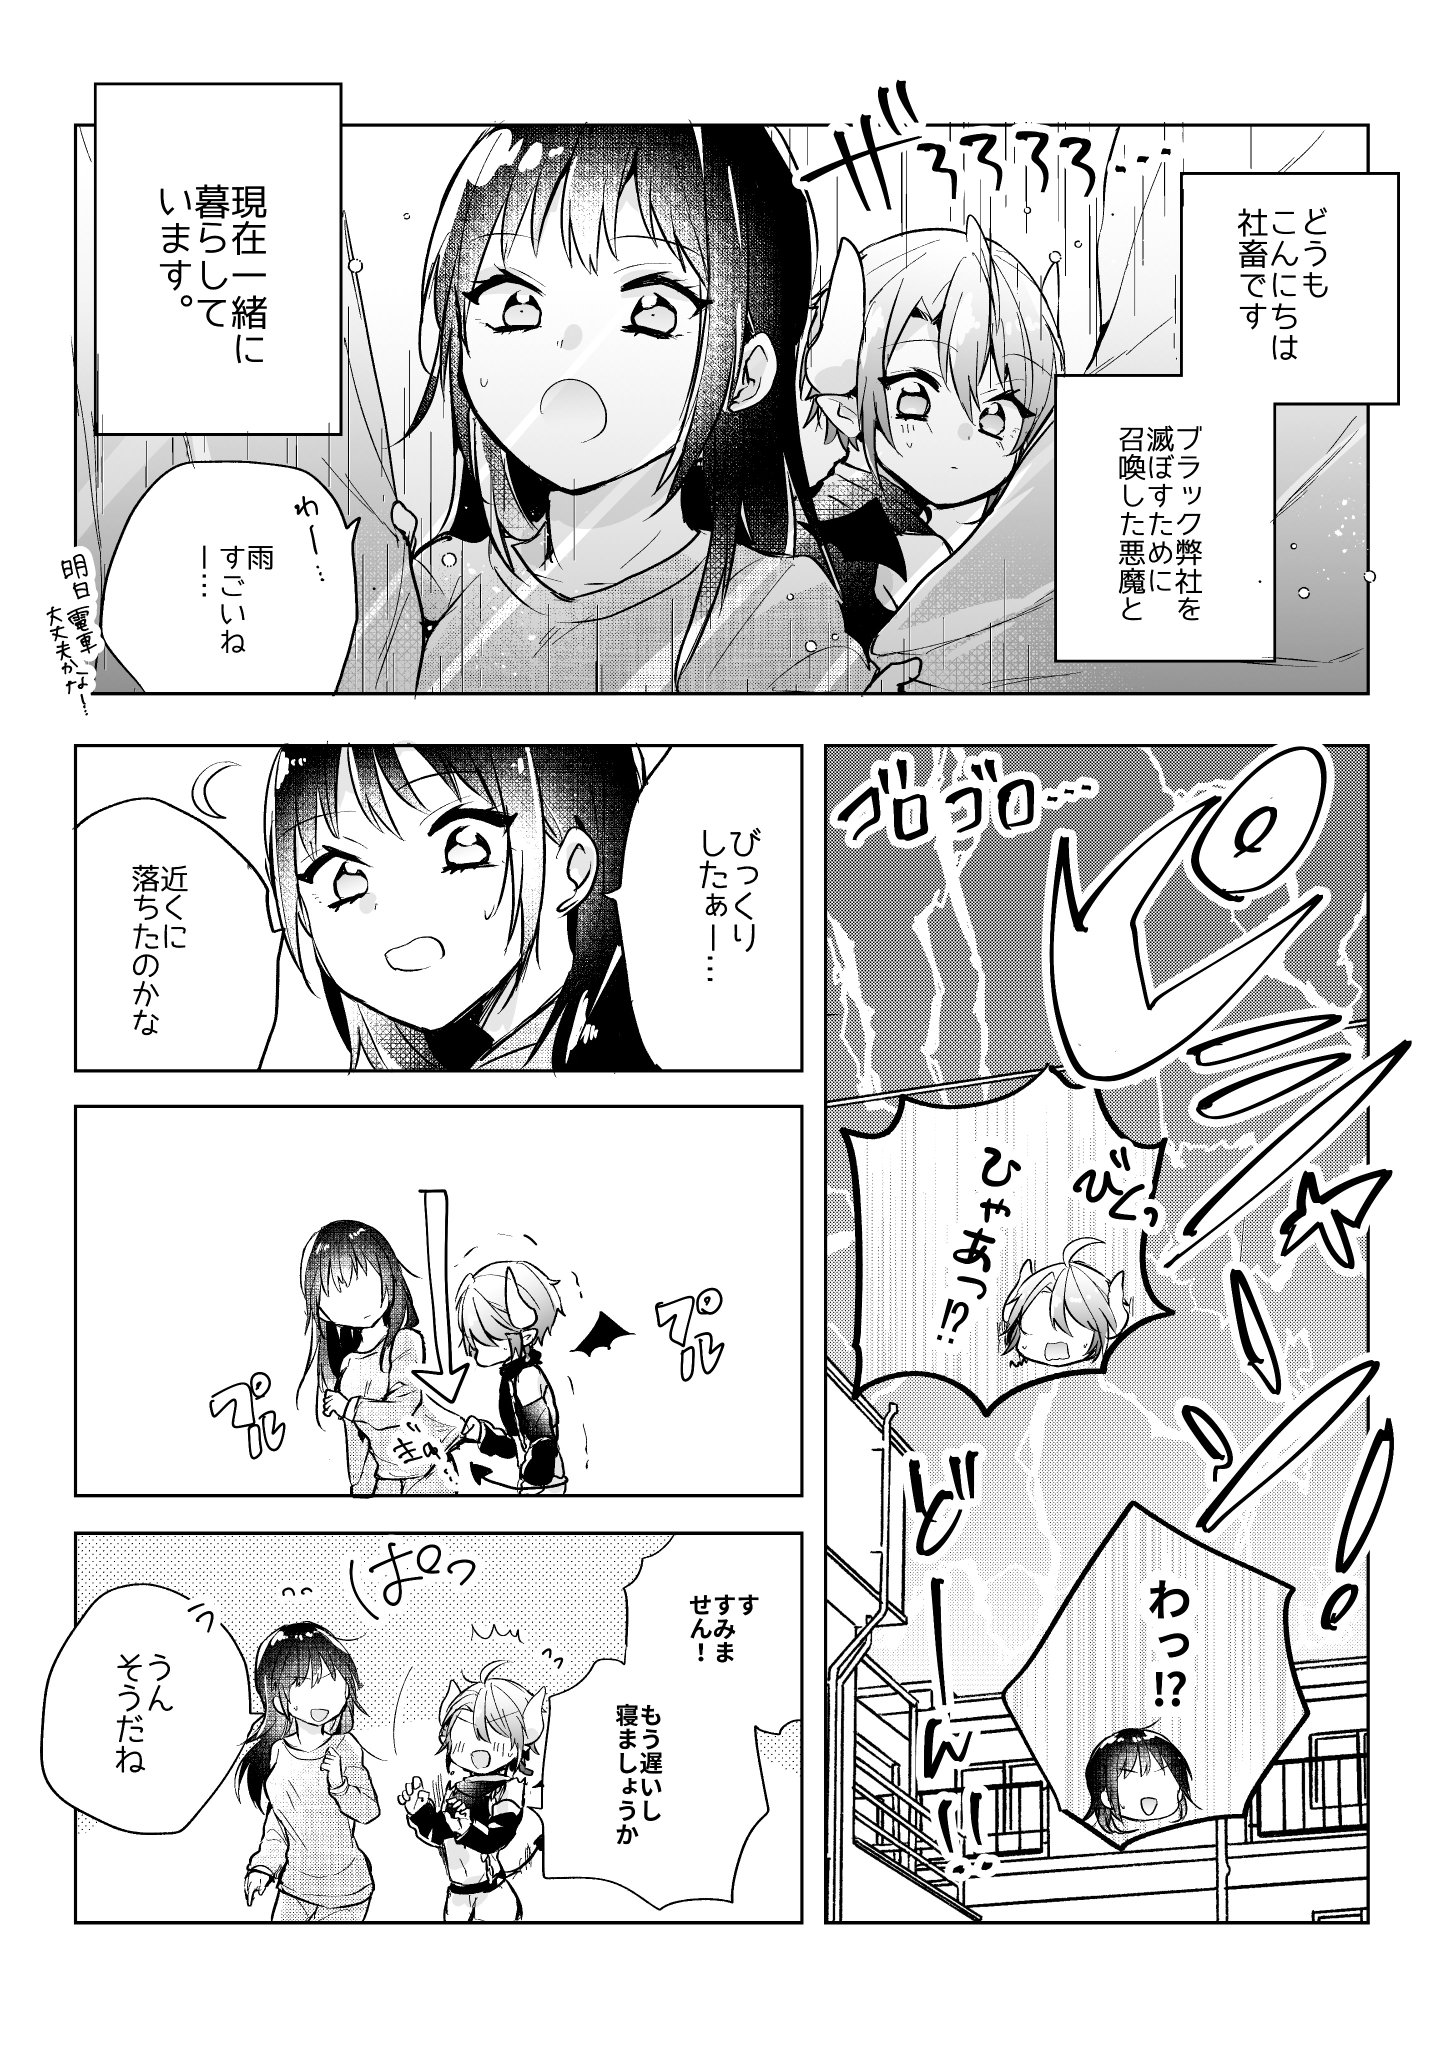 どうも
こんにちは
社畜です
ブラック弊社を
滅ぼすために
召喚した悪魔と
ザ
ろろろろ…
現在一緒に
暮らして
います。
わー…
雨
すごいね
ー…
明日電車
大丈夫かなー…
ゴロゴロ…
ピシャーン
びくっ
ひゃあっ!?
わっ!?
ど
ん
!!
びっくり
したぁー…
近くに
落ちたのかな
プル
プル
ぎゅ
ぱっ
す
すみま
せん!
もう遅いし
寝ましょうか
うん
そうだね